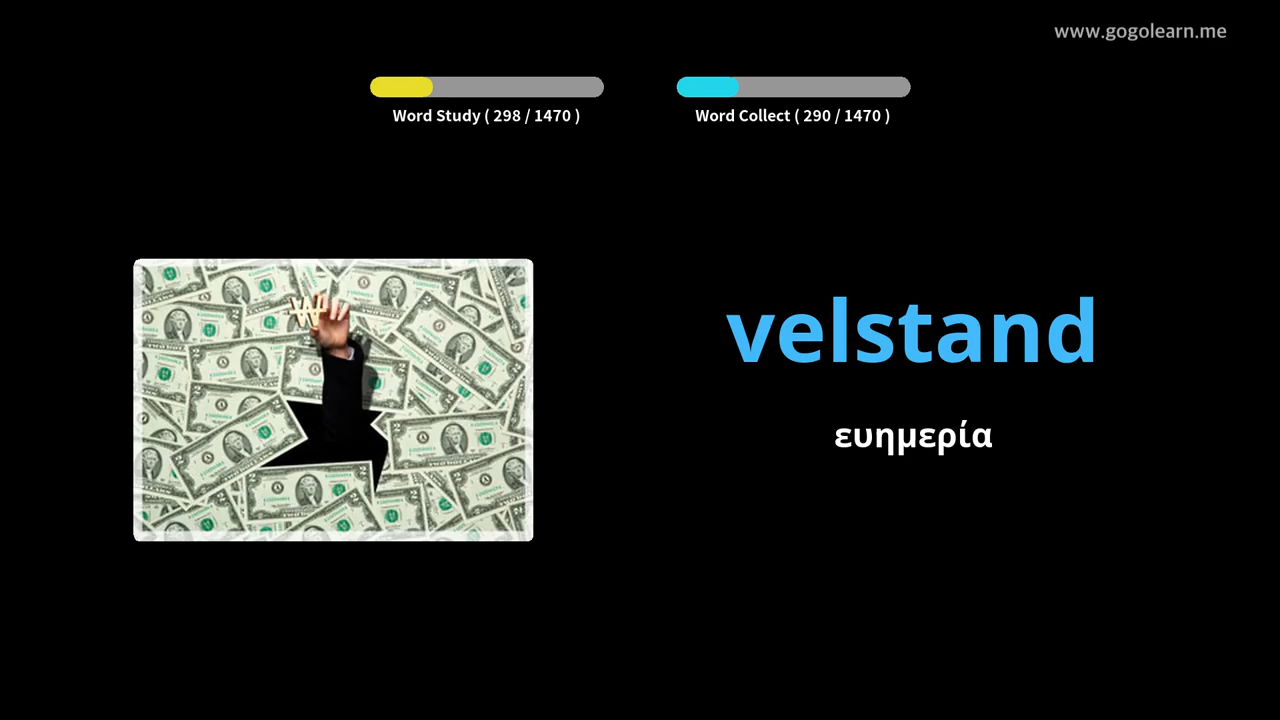 www.gogolearn.me
Word Study ( 298 / 1470 )
Word Collect ( 290 / 1470 )
velstand
ευημερία